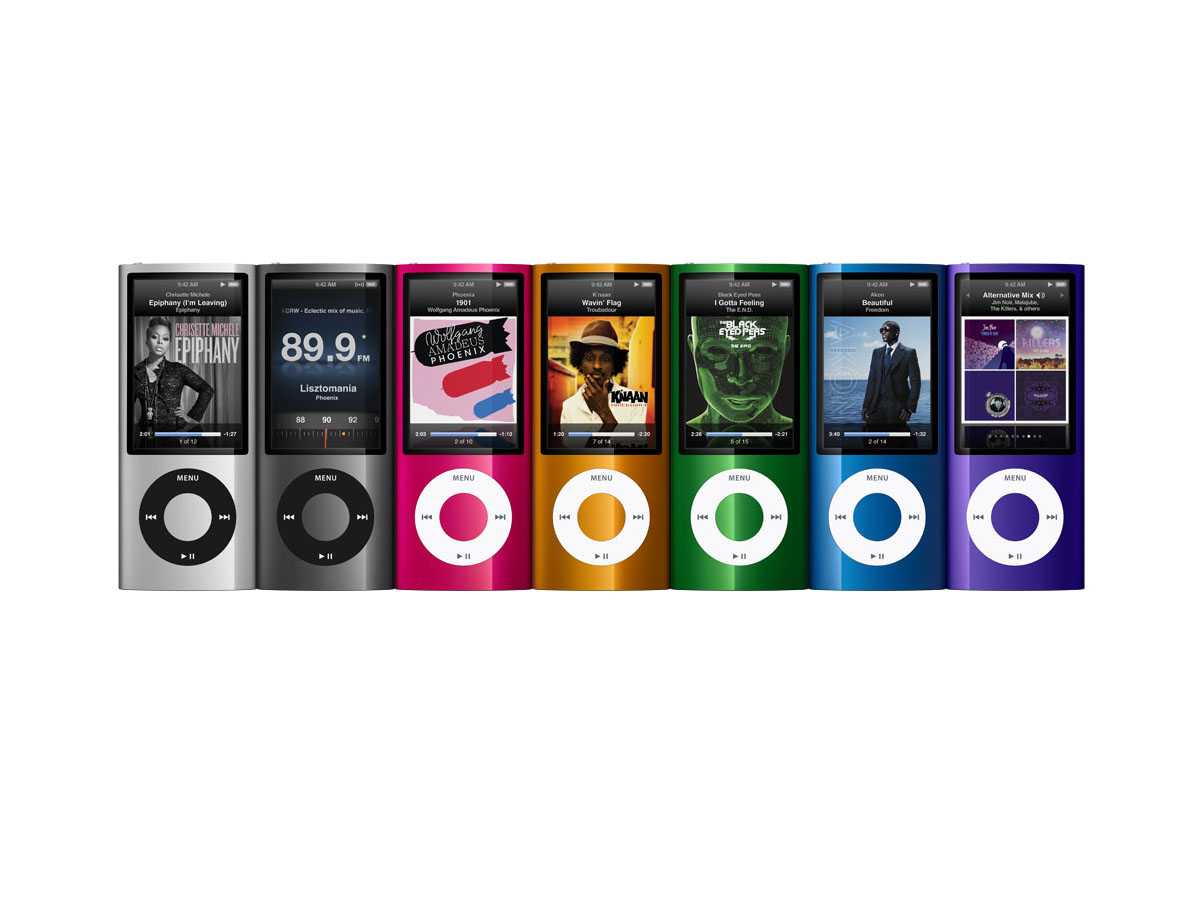 9:42 AM
Chrisette Michele
Epiphany (I'm Leaving)
Epiphany
CHRISETTE MICHELE
EPIPHANY
2:01 -1:27
1 of 12
MENU
9:42 AM
KCRW - Eclectic mix of music,
89.9 FM
Lisztomania
Phoenix
88 90 92
MENU
9:42 AM
Phoenix
1901
Wolfgang Amadeus Phoenix
Wolfgang
AMADEUS
PHOENIX
2:03 -1:10
2 of 10
MENU
9:42 AM
K'naan
Wavin' Flag
Troubadour
K'NAAN
TROUBADOUR
1:20 -2:20
7 of 14
MENU
9:42 AM
Black Eyed Peas
I Gotta Feeling
The E.N.D.
THE
BLACK
EYED PEAS
THE E.N.D
2:28 -2:21
5 of 15
MENU
9:42 AM
Akon
Beautiful
Freedom
FREEDOM
3:40 -1:32
2 of 14
MENU
9:42 AM
Alternative Mix
Jim Noir, Malajube,
The Killers, & others
Jim Noir
KILLERS
MENU